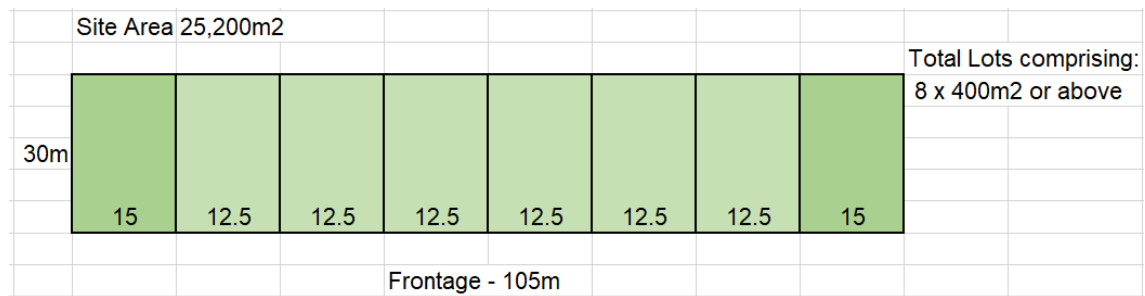 Site Area 25,200m2
Total Lots comprising:
8 x 400m2 or above
30m
15 12.5 12.5 12.5 12.5 12.5 12.5 15
Frontage - 105m